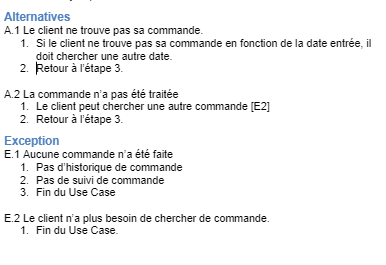 Alternatives
A.1 Le client ne trouve pas sa commande.
1. Si le client ne trouve pas sa commande en fonction de la date entrée, il
doit chercher une autre date.
2. Retour à l'étape 3.
A.2 La commande n'a pas été traitée
1. Le client peut chercher une autre commande [E2]
2. Retour à l'étape 3.
Exception
E.1 Aucune commande n'a été faite
1. Pas d'historique de commande
2. Pas de suivi de commande
3. Fin du Use Case
E.2 Le client n'a plus besoin de chercher de commande.
1. Fin du Use Case.